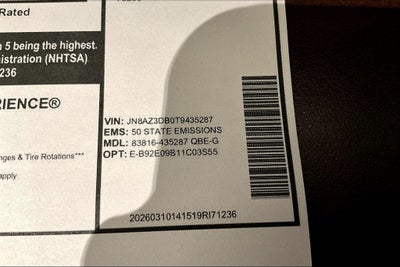 Rated
n 5 being the highest.
istration (NHTSA)
236
RIENCE®
VIN: JN8AZ3DB0T9435287
EMS: 50 STATE EMISSIONS
MDL: 83816-435287 QBE-G
OPT: E-B92E09B11C03S55
nges & Tire Rotations***
apply
20260310141519RI71236